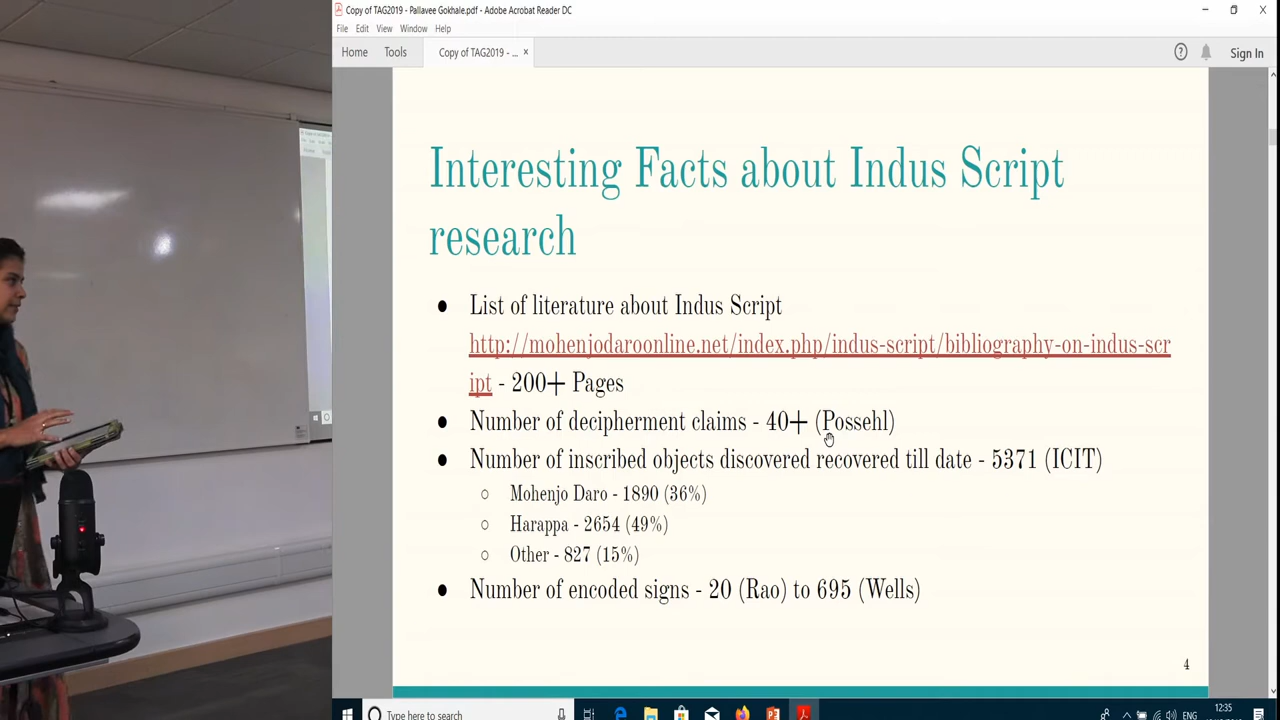 Copy of TAG2019 - Pallavee Gokhale.pdf - Adobe Acrobat Reader DC
File Edit View Window Help
Home Tools Copy of TAG2019 - ... × Sign In
Interesting Facts about Indus Script
research
● List of literature about Indus Script
http://mohenjodaroonline.net/index.php/indus-script/bibliography-on-indus-scr
ipt - 200+ Pages
● Number of decipherment claims - 40+ (Possehl)
● Number of inscribed objects discovered recovered till date - 5371 (ICIT)
○ Mohenjo Daro - 1890 (36%)
○ Harappa - 2654 (49%)
○ Other - 827 (15%)
● Number of encoded signs - 20 (Rao) to 695 (Wells)
4
Type here to search
ENG
12:35